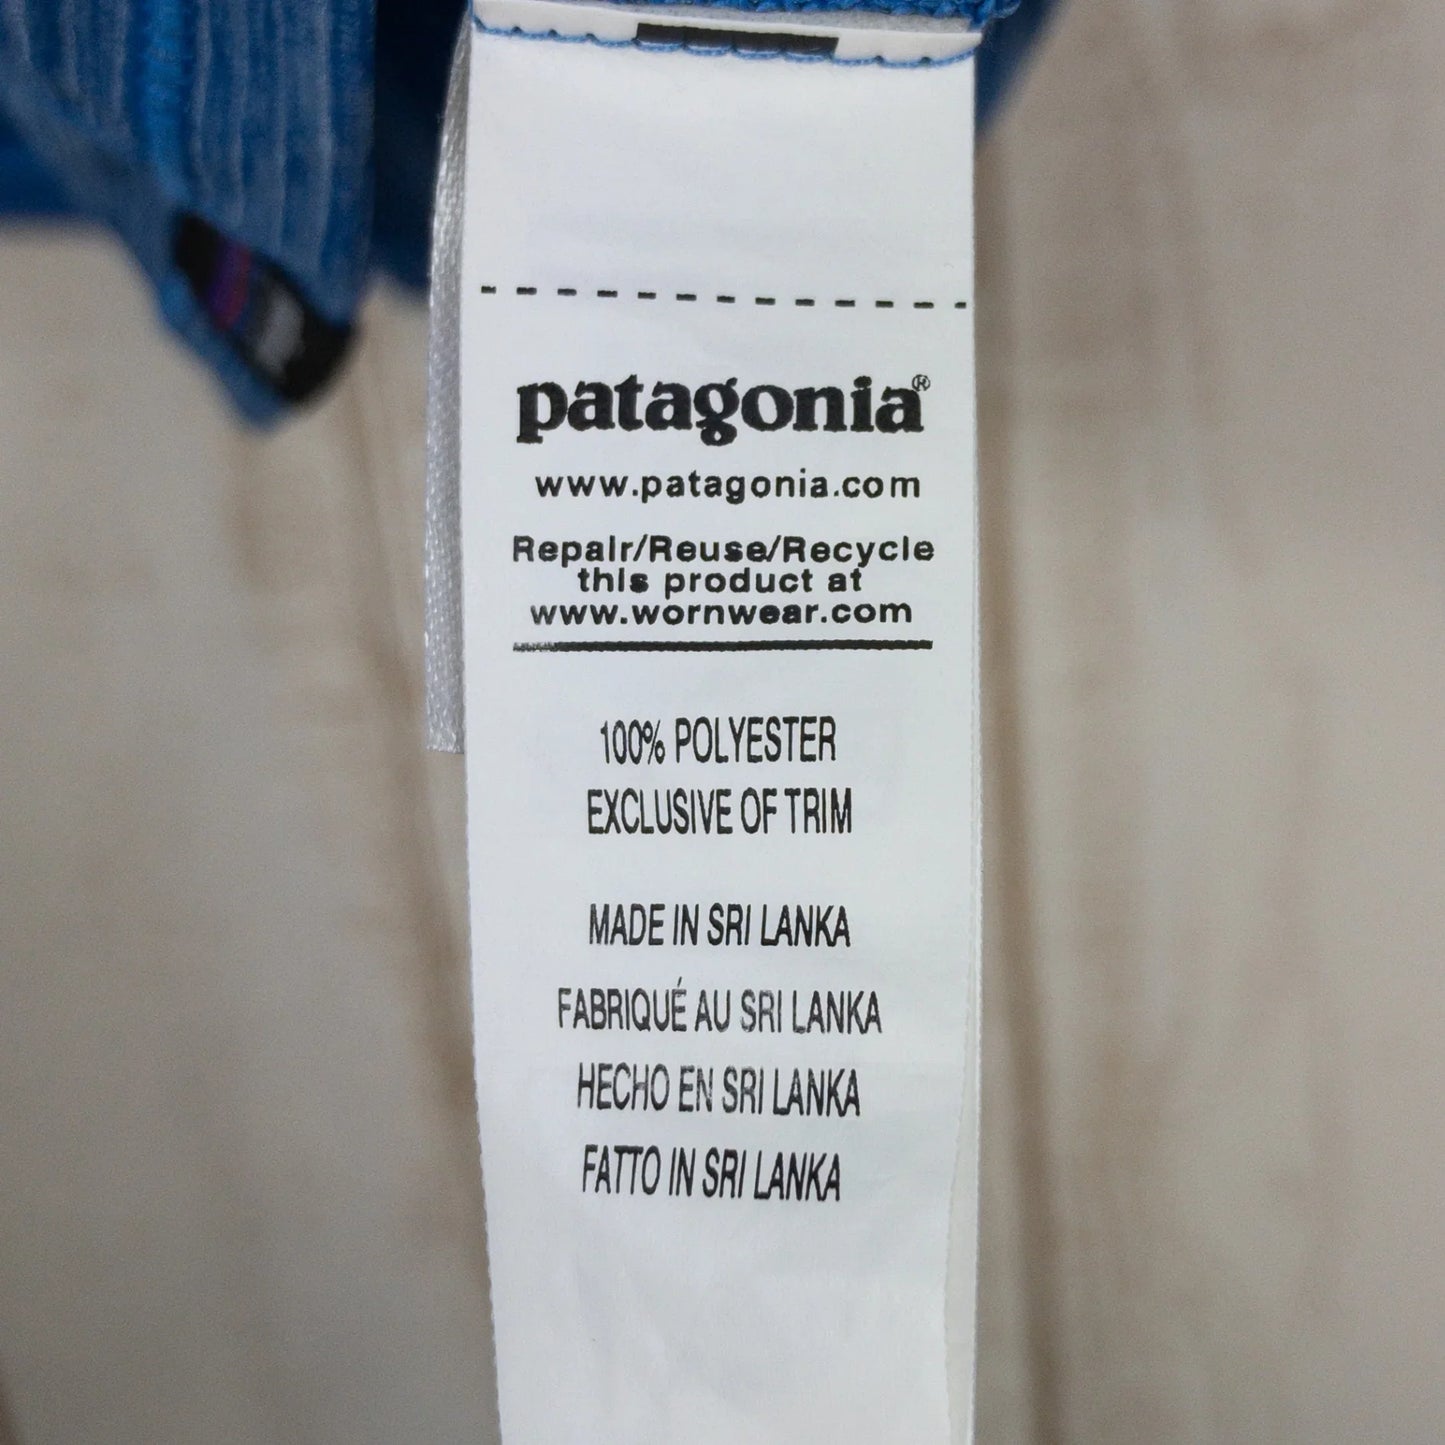 patagonia®
www.patagonia.com
Repair/Reuse/Recycle
this product at
www.wornwear.com
100% POLYESTER
EXCLUSIVE OF TRIM
MADE IN SRI LANKA
FABRIQUÉ AU SRI LANKA
HECHO EN SRI LANKA
FATTO IN SRI LANKA